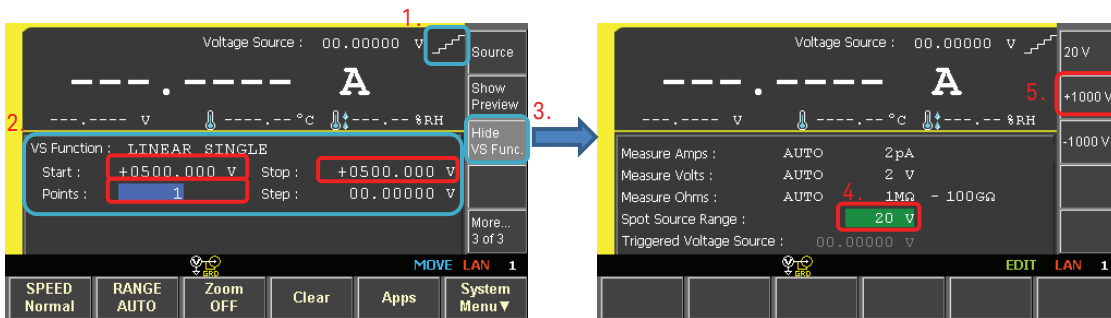 1.
Voltage Source : 00.00000 V
Source
---.---- A
Show Preview
---.---- V ----.-- °C ---.-- %RH
2.
3.
Hide VS Func.
VS Function : LINEAR SINGLE
Start : +0500.000 V Stop : +0500.000 V
Points : 1 Step : 00.00000 V
More... 3 of 3
GRD
MOVE LAN 1
SPEED Normal
RANGE AUTO
Zoom OFF
Clear
Apps
System Menu▼
Voltage Source : 00.00000 V
20 V
---.---- A
5.
+1000 V
---.---- V ----.-- °C ---.-- %RH
-1000 V
Measure Amps : AUTO 2pA
Measure Volts : AUTO 2 V
4.
Measure Ohms : AUTO 1MΩ - 100GΩ
Spot Source Range : 20 V
Triggered Voltage Source : 00.00000 V
GRD
EDIT LAN 1